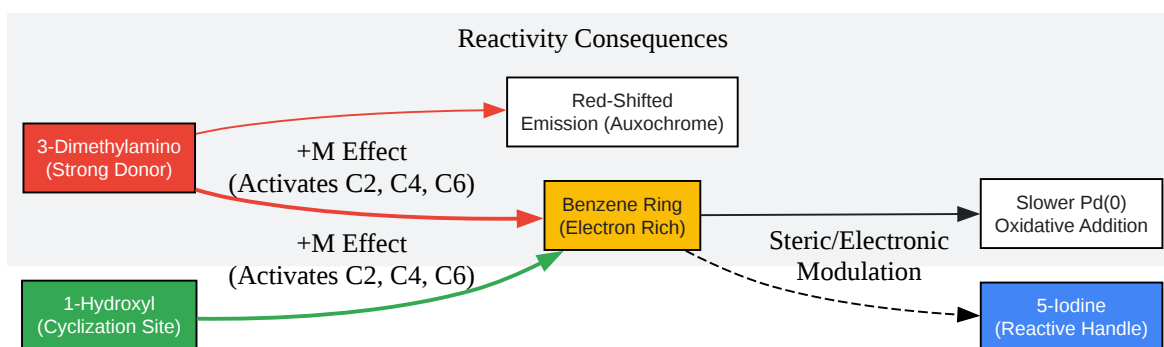 Reactivity Consequences
Red-Shifted
Emission (Auxochrome)
3-Dimethylamino
(Strong Donor)
+M Effect
(Activates C2, C4, C6)
Benzene Ring
(Electron Rich)
Slower Pd(0)
Oxidative Addition
+M Effect
(Activates C2, C4, C6)
Steric/Electronic
Modulation
1-Hydroxyl
(Cyclization Site)
5-Iodine
(Reactive Handle)